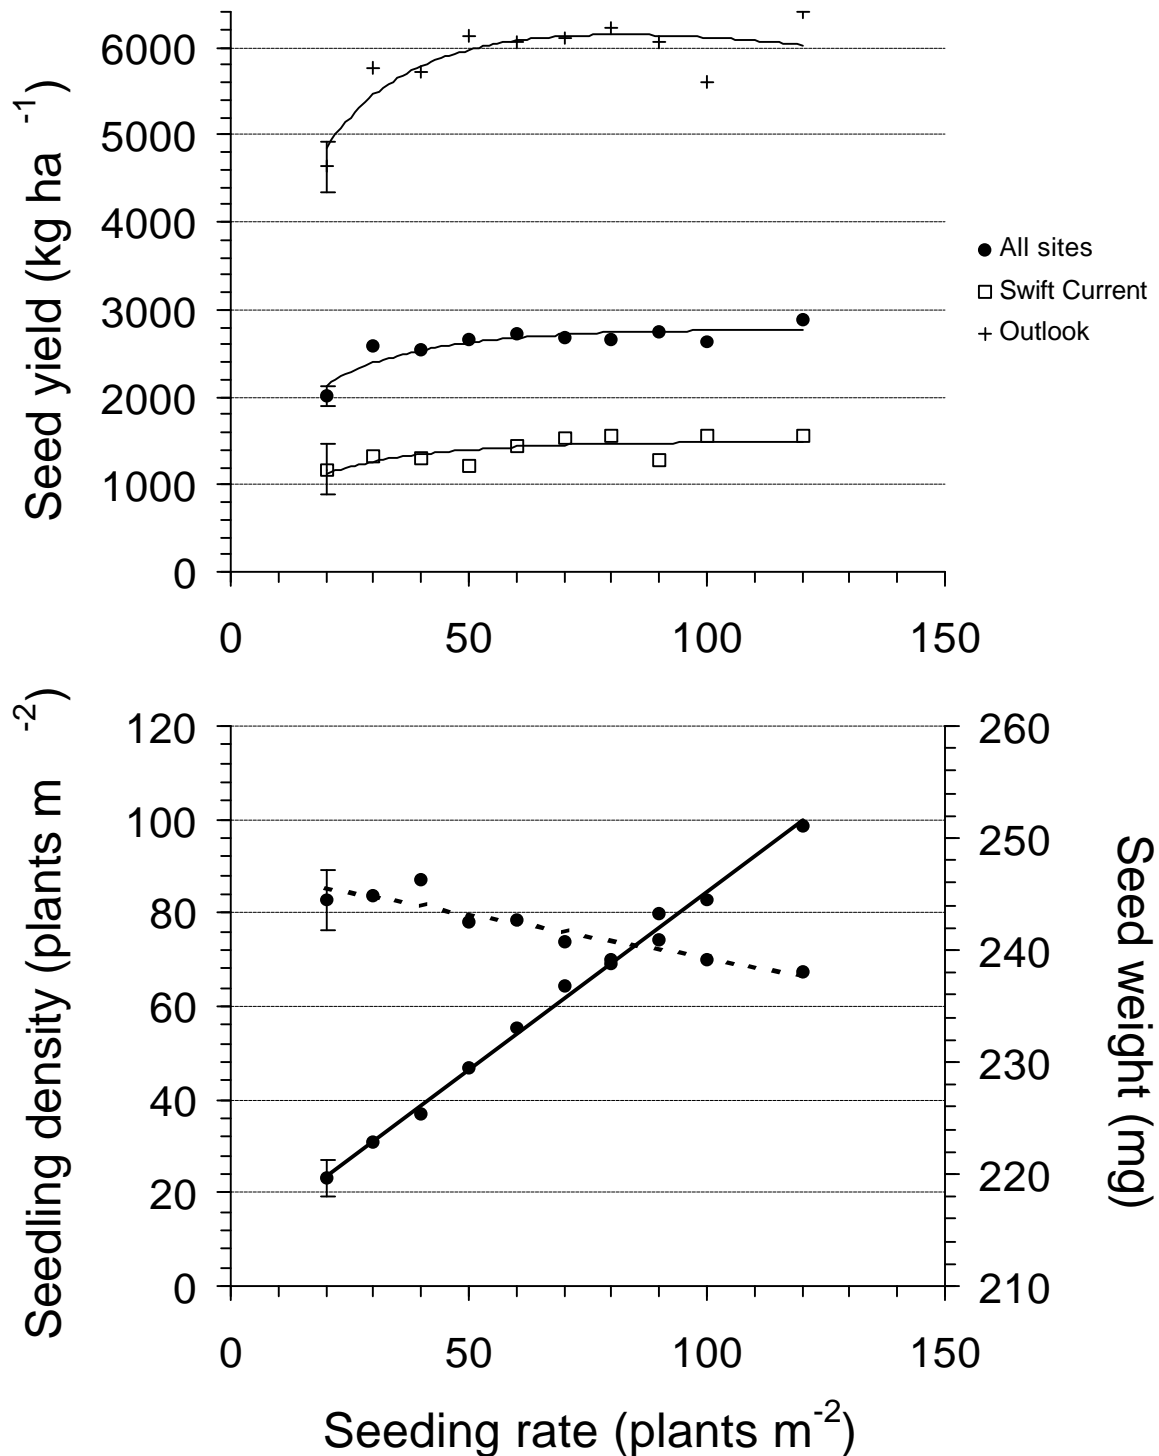 Seed yield (kg ha -1)
6000
5000
4000
3000
2000
1000
0
0 50 100 150
All sites
Swift Current
Outlook
Seedling density (plants m -2)
120
100
80
60
40
20
0
260
250
240
230
220
210
Seed weight (mg)
0 50 100 150
Seeding rate (plants m-2)